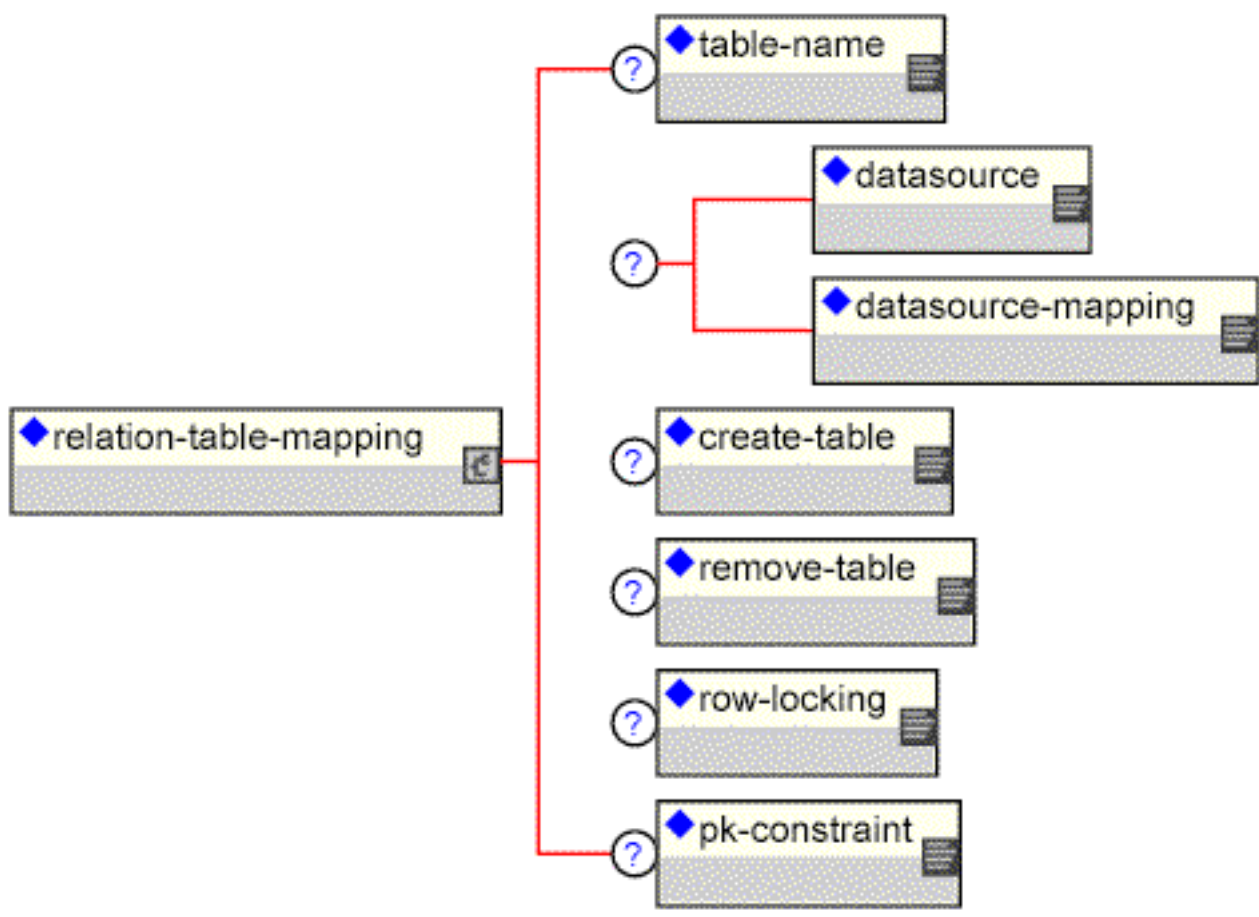 table-name
?
datasource
?
datasource-mapping
relation-table-mapping
create-table
?
remove-table
?
row-locking
?
pk-constraint
?